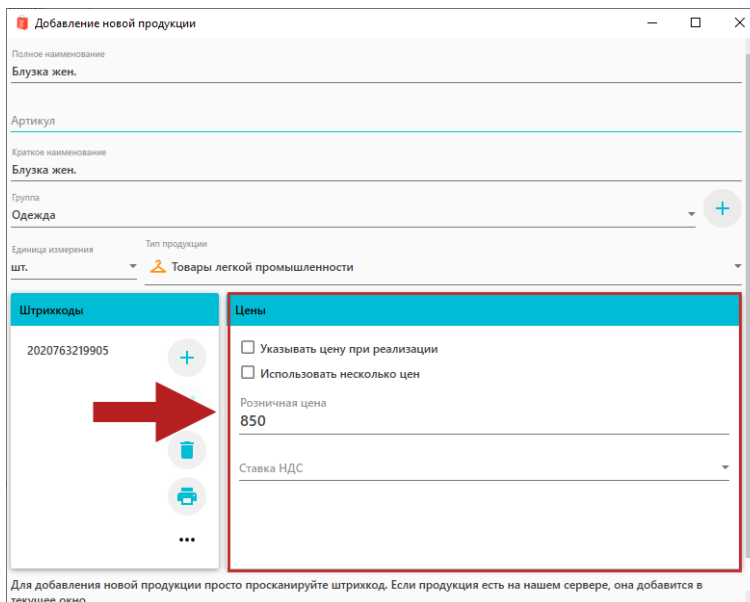 Добавление новой продукции
Полное наименование
Блузка жен.
Артикул
Краткое наименование
Блузка жен.
Группа
Одежда
Единица измерения
шт.
Тип продукции
Товары легкой промышленности
Штрихкоды
2020763219905
Цены
Указывать цену при реализации
Использовать несколько цен
Розничная цена
850
Ставка НДС
Для добавления новой продукции просто просканируйте штрихкод. Если продукция есть на нашем сервере, она добавится в
текущее окно